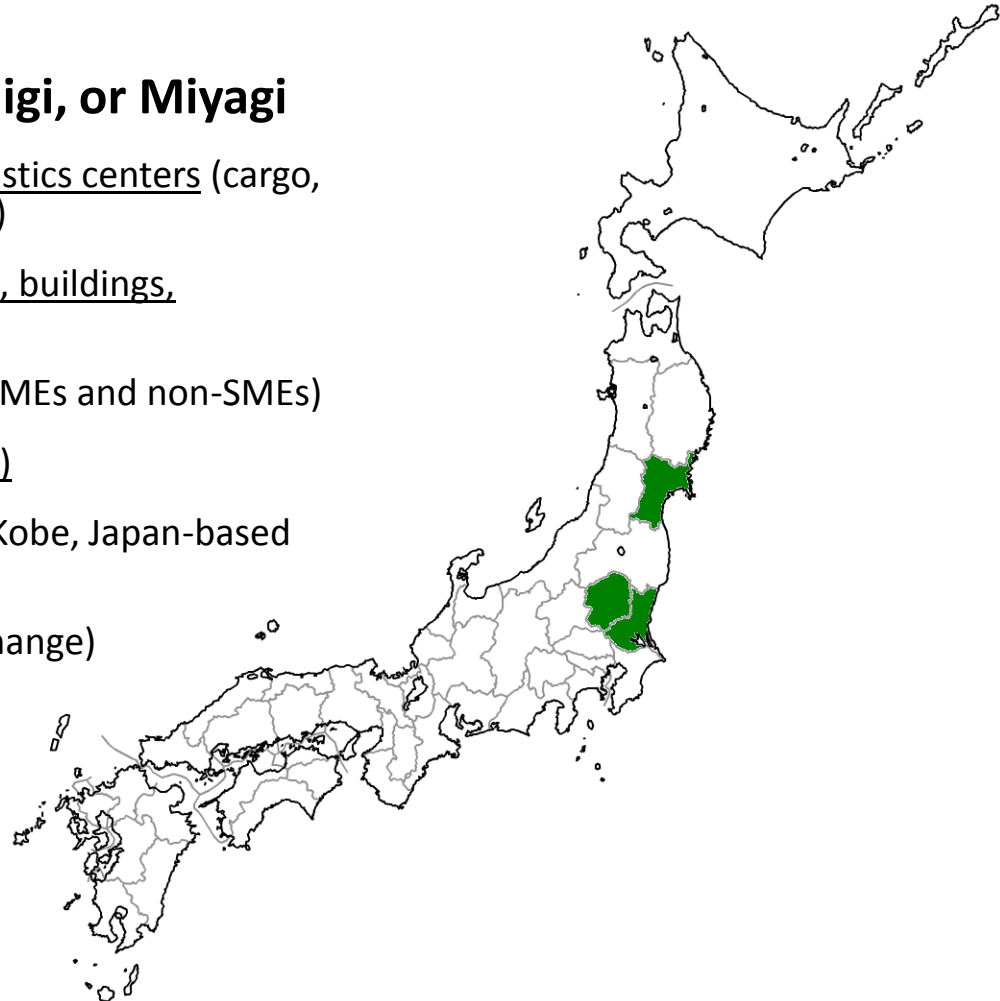 igi, or Miyagi
stics centers (cargo,
)
, buildings,
MEs and non-SMEs)
)
Kobe, Japan-based
hange)